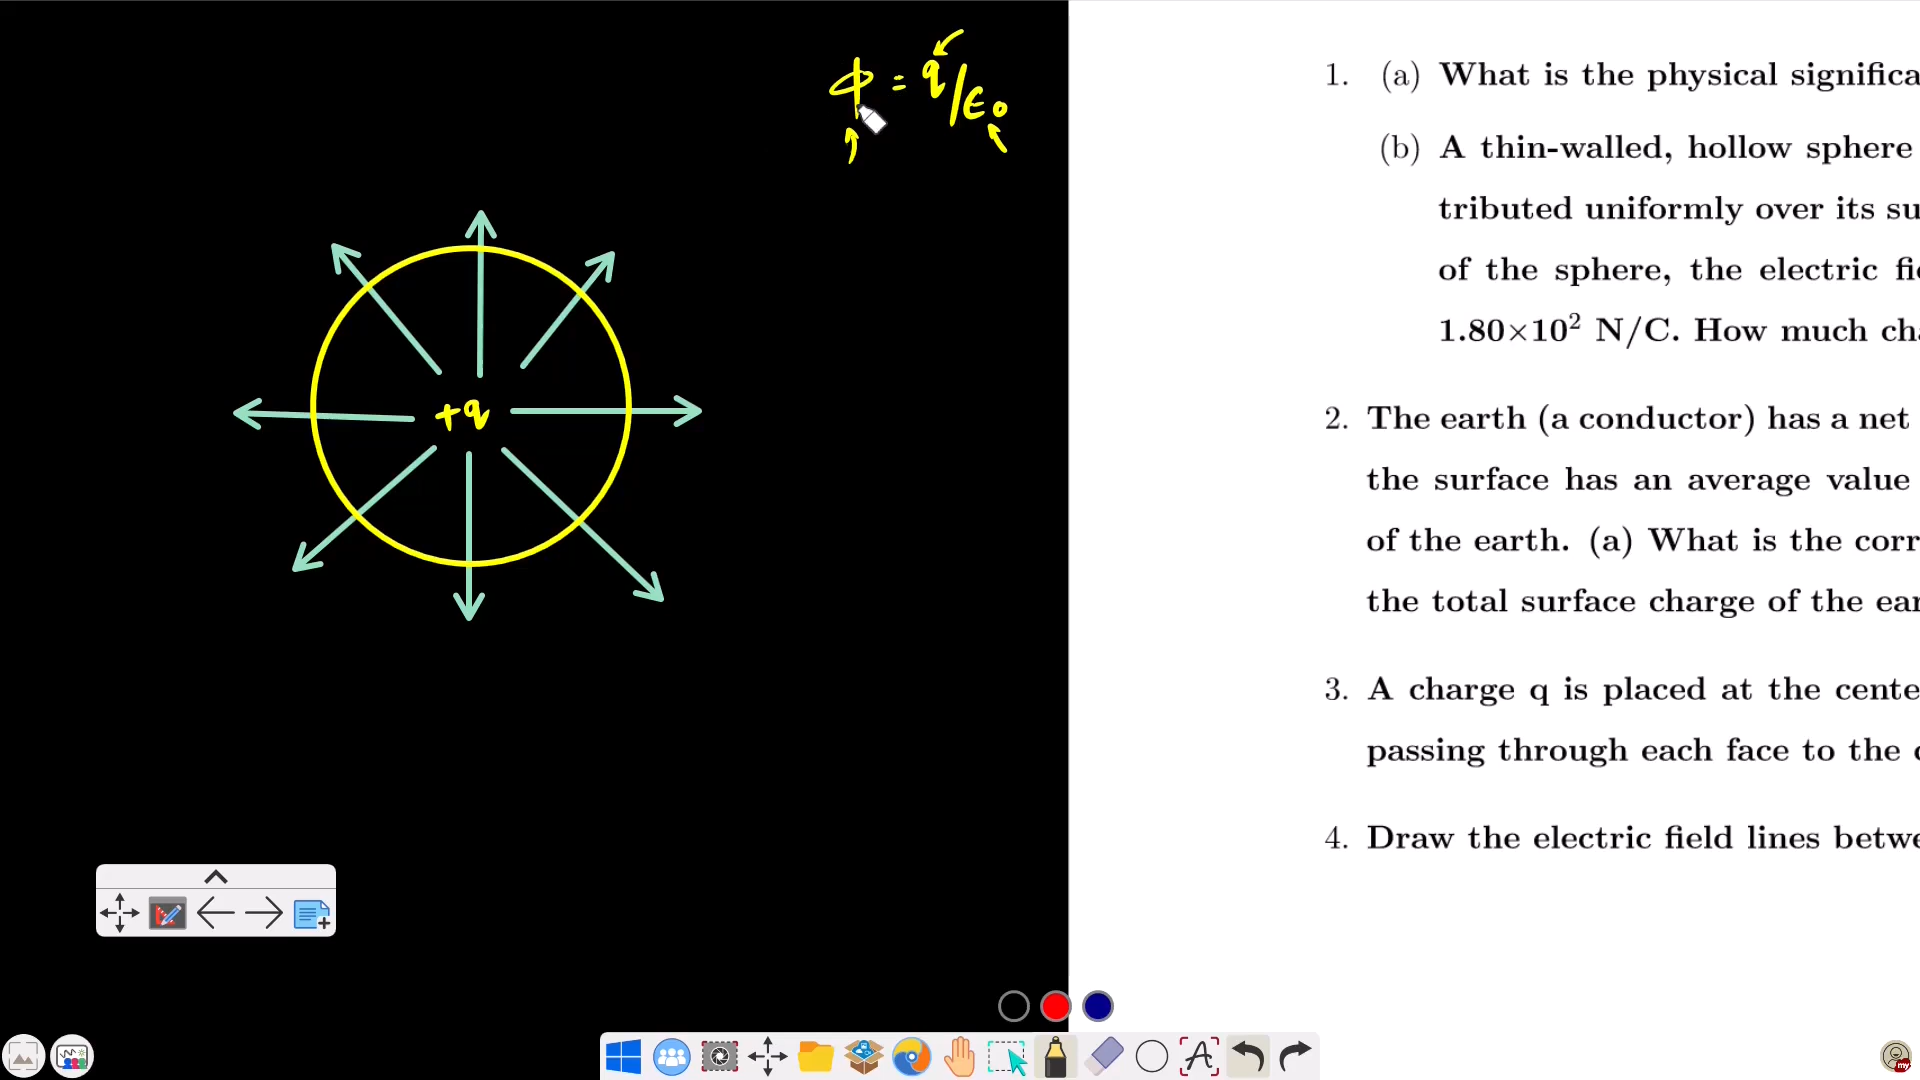 Φ = q/ϵ₀
+q
1. (a) What is the physical significa
(b) A thin-walled, hollow sphere
tributed uniformly over its su
of the sphere, the electric fie
1.80×10² N/C. How much cha
2. The earth (a conductor) has a net
the surface has an average value
of the earth. (a) What is the corr
the total surface charge of the ear
3. A charge q is placed at the cente
passing through each face to the c
4. Draw the electric field lines betwe